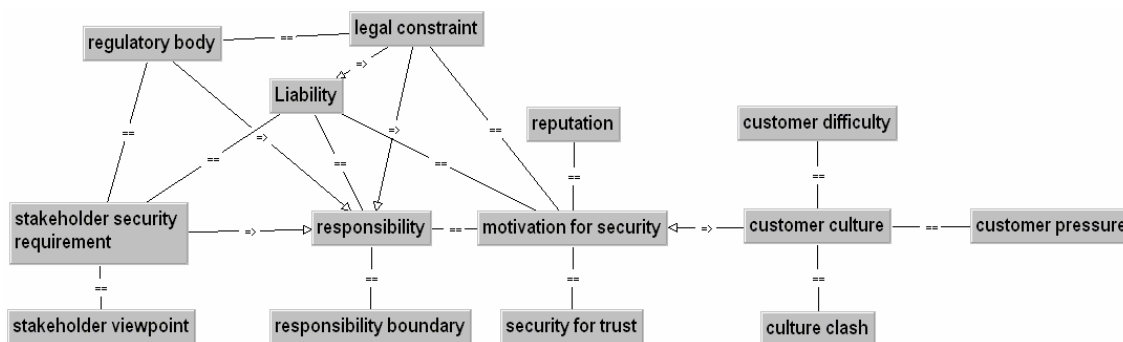 legal constraint
regulatory body
==
=>
Liability
==
=>
=>
==
reputation
customer difficulty
==
==
==
==
==
stakeholder security
requirement
=>
responsibility
==
motivation for security
=>
customer culture
==
customer pressure
==
==
==
==
stakeholder viewpoint
responsibility boundary
security for trust
culture clash